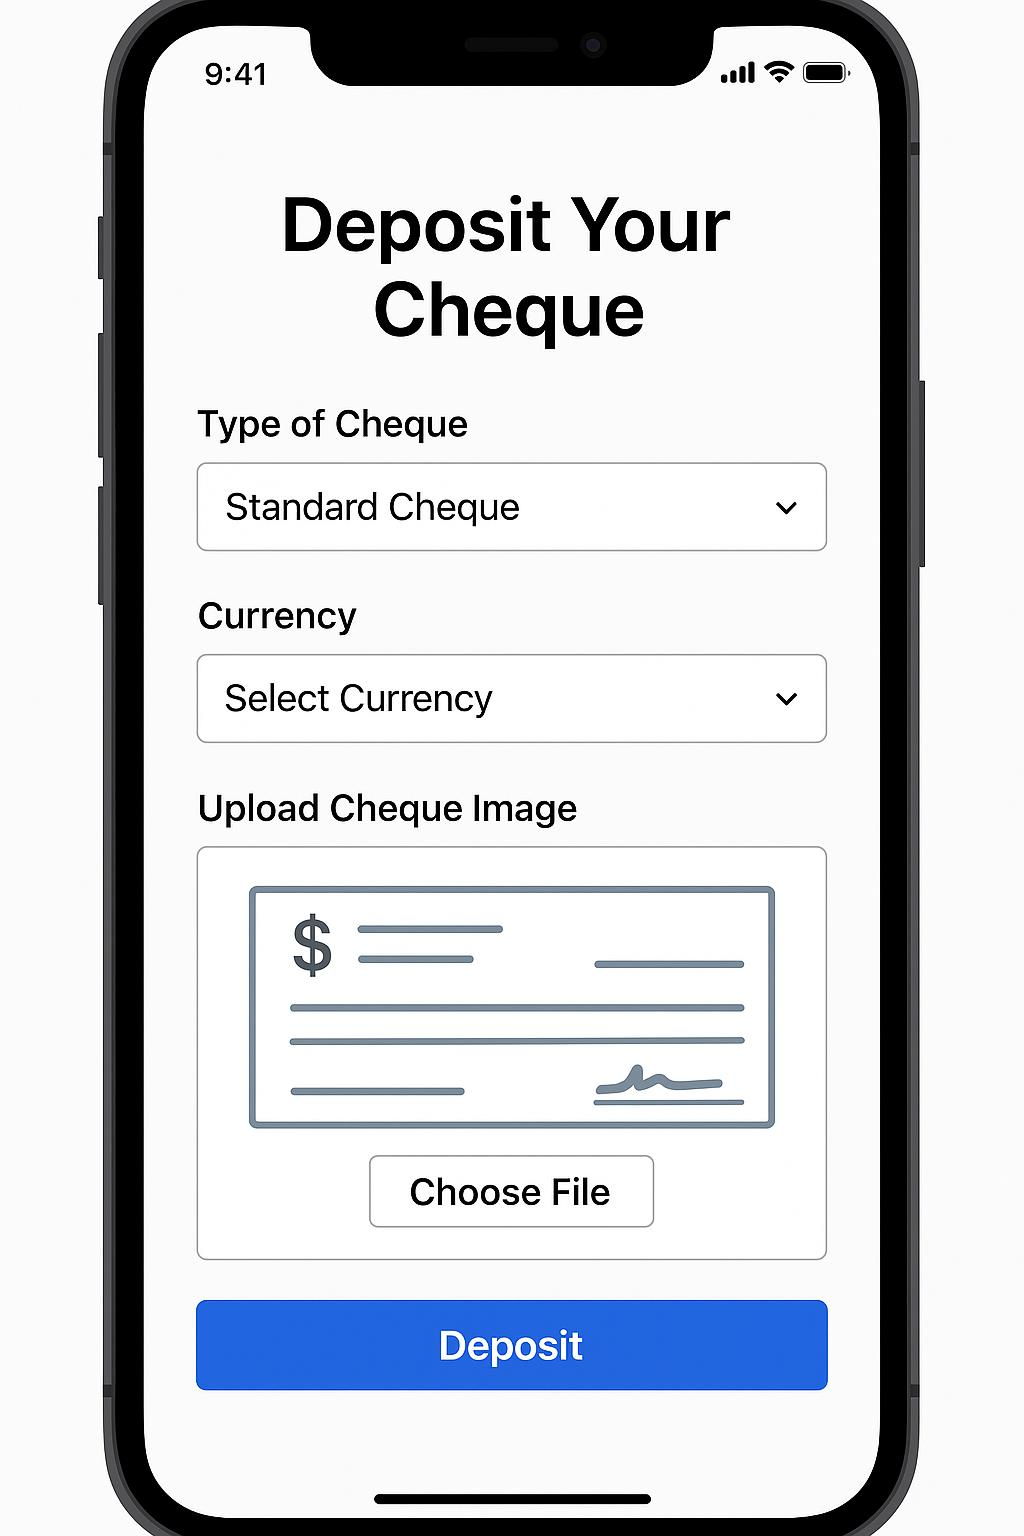 9:41
Deposit Your
Cheque
Type of Cheque
Standard Cheque
Currency
Select Currency
Upload Cheque Image
$
Choose File
Deposit